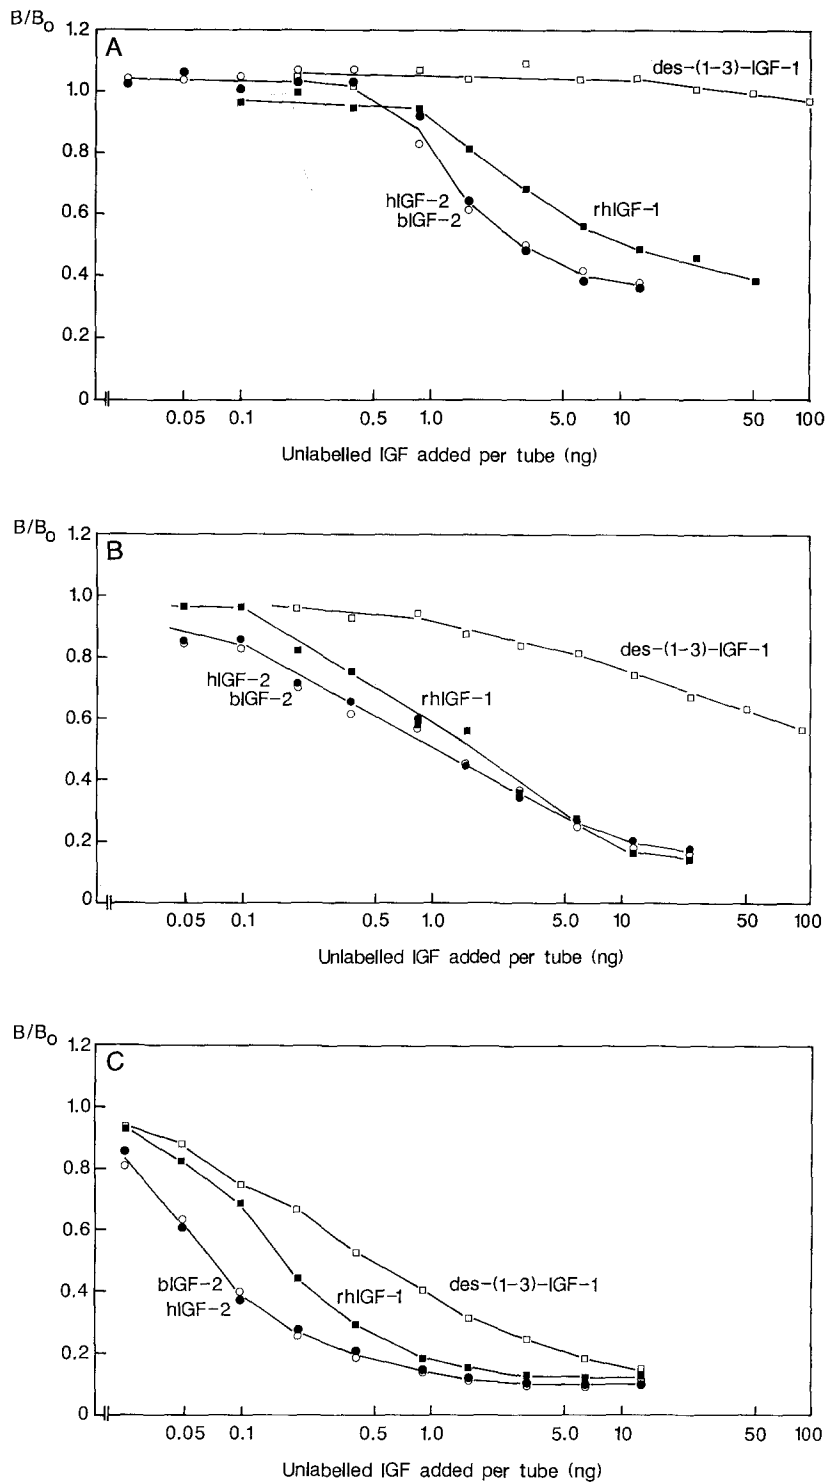 B/Bo
1.2
A
des-(1-3)-IGF-1
1.0
0.8
hIGF-2
bIGF-2
rhIGF-1
0.6
0.4
0.2
0
0.05 0.1 0.5 1.0 5.0 10 50 100
Unlabelled IGF added per tube (ng)
B/Bo
1.2
B
1.0
des-(1-3)-IGF-1
0.8
hIGF-2
bIGF-2
rhIGF-1
0.6
0.4
0.2
0
0.05 0.1 0.5 1.0 5.0 10 50 100
Unlabelled IGF added per tube (ng)
B/Bo
1.2
C
1.0
0.8
0.6
bIGF-2
hIGF-2
rhIGF-1
des-(1-3)-IGF-1
0.4
0.2
0
0.05 0.1 0.5 1.0 5.0 10 50 100
Unlabelled IGF added per tube (ng)